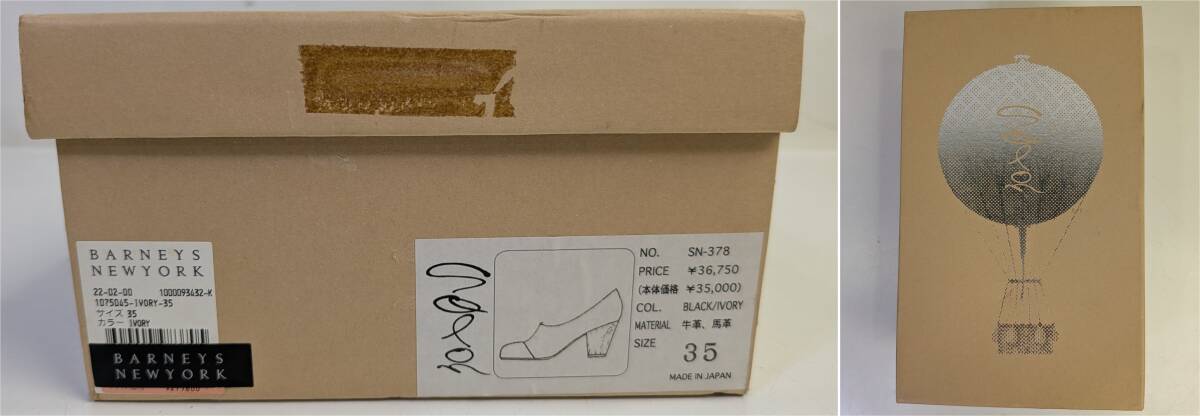 BARNEYS
NEWYORK
22-02-00 1000093432-K
1075045-IVORY-35
サイズ 35
カラー IVORY
BARNEYS
NEWYORK
NO. SN-378
PRICE ¥36,750
(本体価格 ¥35,000)
COL. BLACK/IVORY
MATERIAL 牛革、馬革
SIZE 35
MADE IN JAPAN